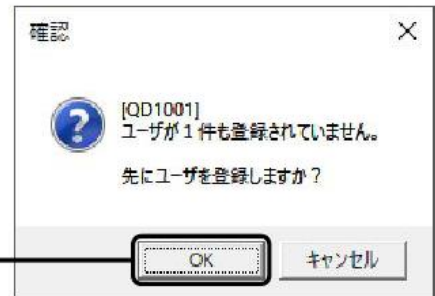 確認
[QD1001]
ユーザが１件も登録されていません。
先にユーザを登録しますか？
OK
キャンセル